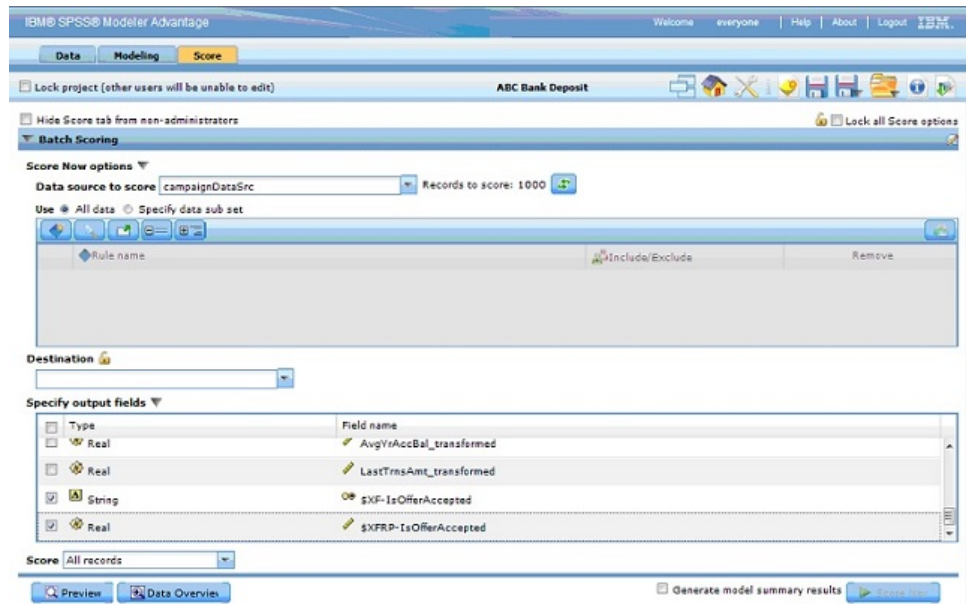 IBM® SPSS® Modeler Advantage
Welcome everyone | Help | About | Logout IBM.
Data Modeling Score
Lock project (other users will be unable to edit) ABC Bank Deposit
Hide Score tab from non-administrators Lock all Score options
Batch Scoring
Score Now options
Data source to score campaignDataSrc Records to score: 1000
Use All data Specify data sub set
Rule name Include/Exclude Remove
Destination
Specify output fields
Type Field name
Real AvgYrAccBal_transformed
Real LastTrnsAmt_transformed
String $XF-IsOfferAccepted
Real $XFRP-IsOfferAccepted
Score All records
Preview Data Overview Generate model summary results Score Now